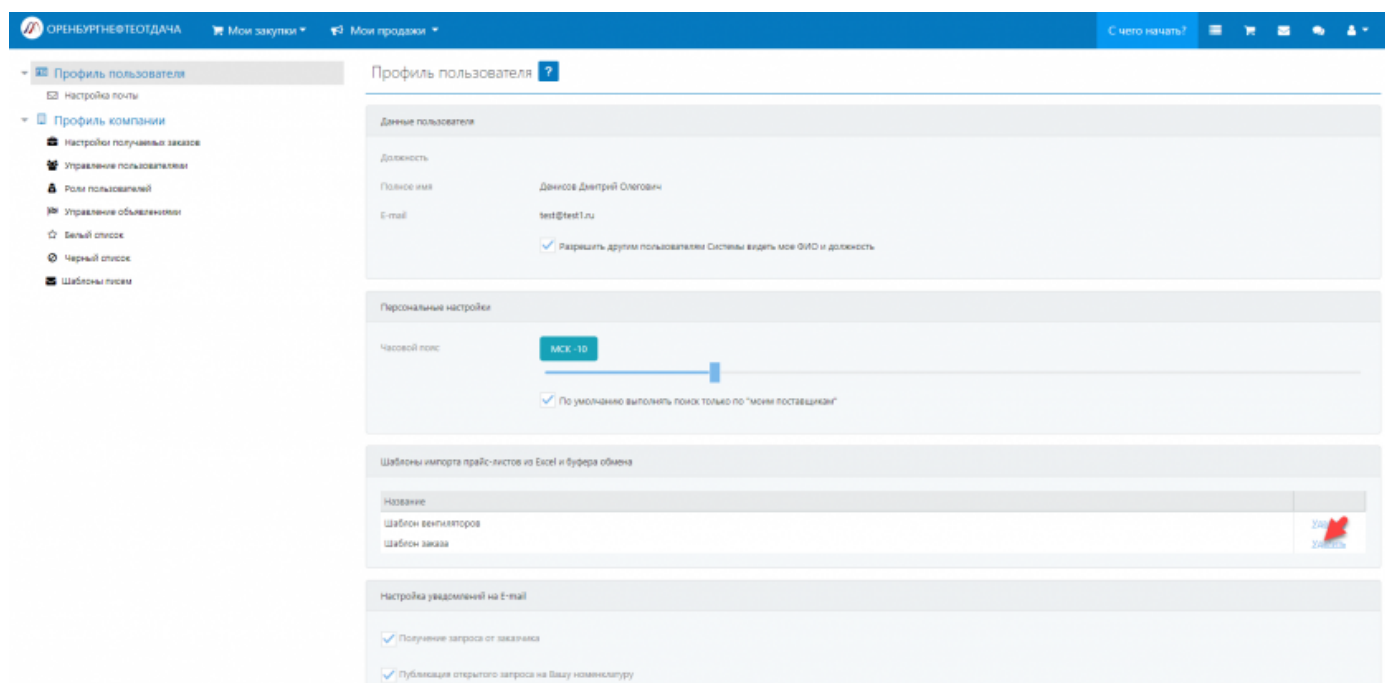 ОРЕНБУРГНЕФТЕОТДАЧА Мои закупки Мои продажи С чего начать?
Профиль пользователя
Настройка почты
Профиль компании
Настройки получаемых заказов
Управление пользователями
Роли пользователей
Управление объявлениями
Белый список
Черный список
Шаблоны писем
Профиль пользователя ?
Данные пользователя
Должность
Полное имя Денисов Дмитрий Олегович
E-mail test@test1.ru
Разрешить другим пользователям Системы видеть мое ФИО и должность
Персональные настройки
Часовой пояс МСК -10
По умолчанию выполнять поиск только по "моим поставщикам"
Шаблоны импорта прайс-листов из Excel и буфера обмена
Название
Шаблон вентиляторов
Шаблон заказа Удалить
Настройка уведомлений на E-mail
Получение запроса от заказчика
Публикация открытого запроса на Вашу номенклатуру